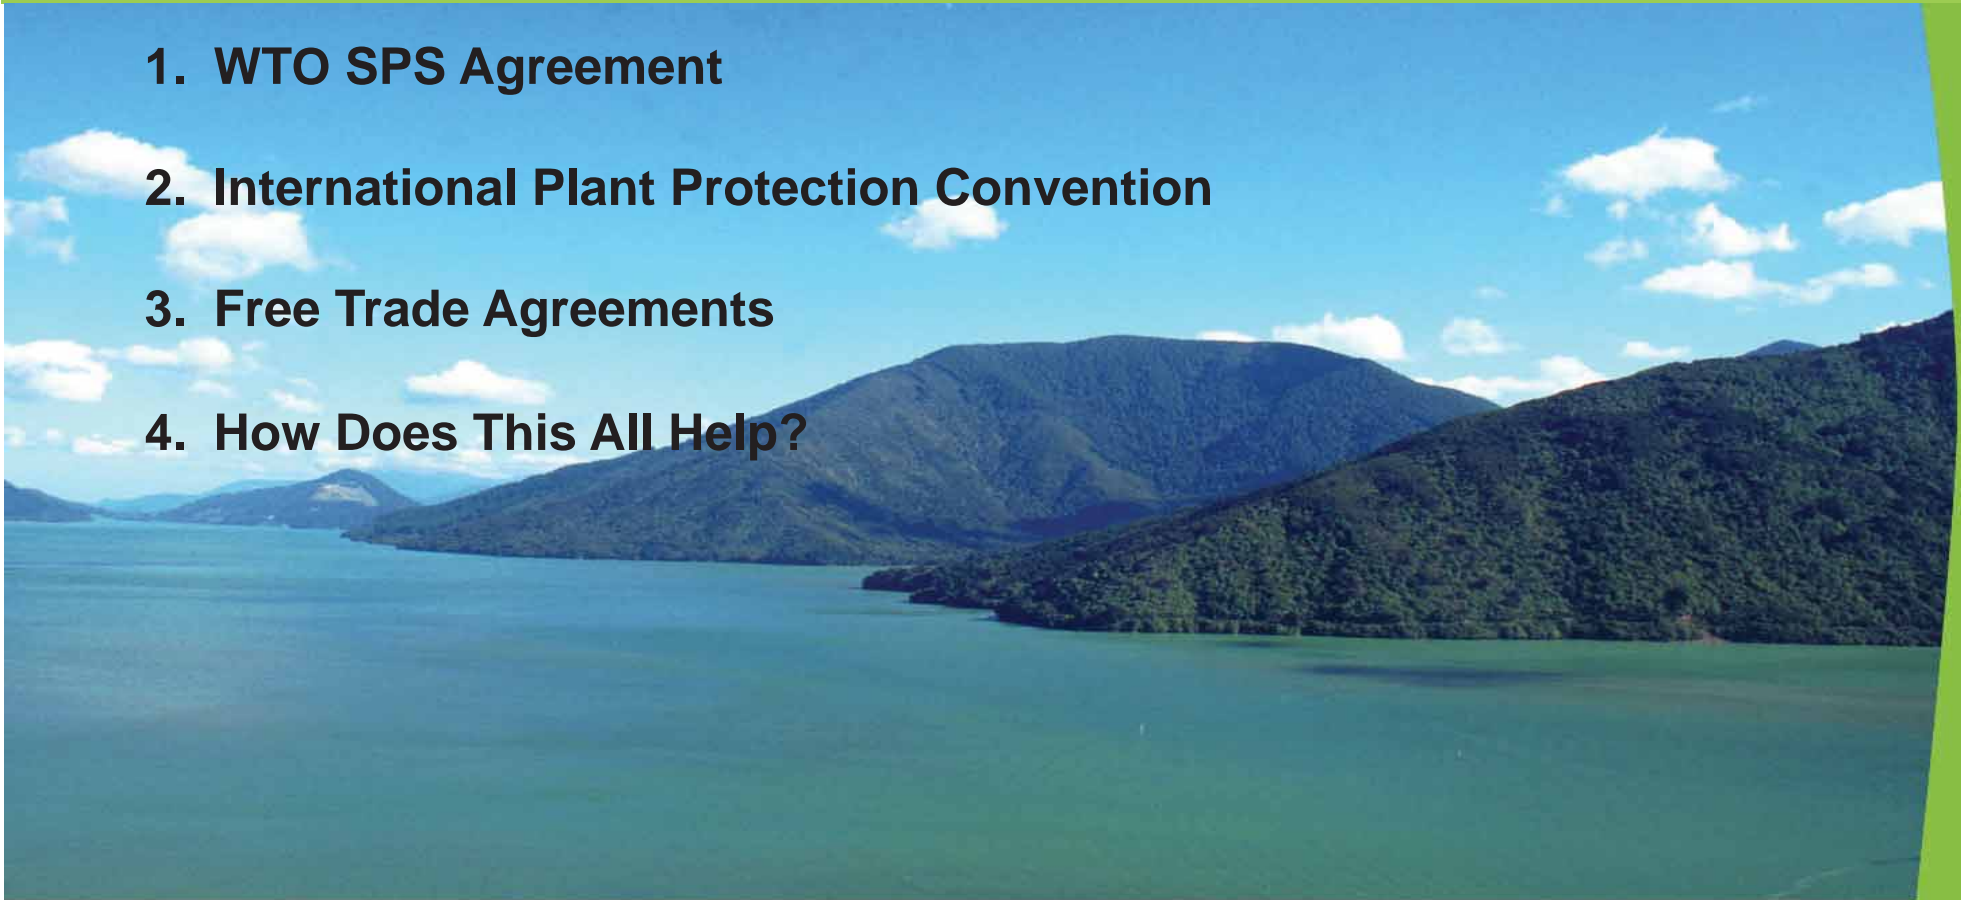 1. WTO SPS Agreement
2. International Plant Protection Convention
3. Free Trade Agreements
4. How Does This All Help?